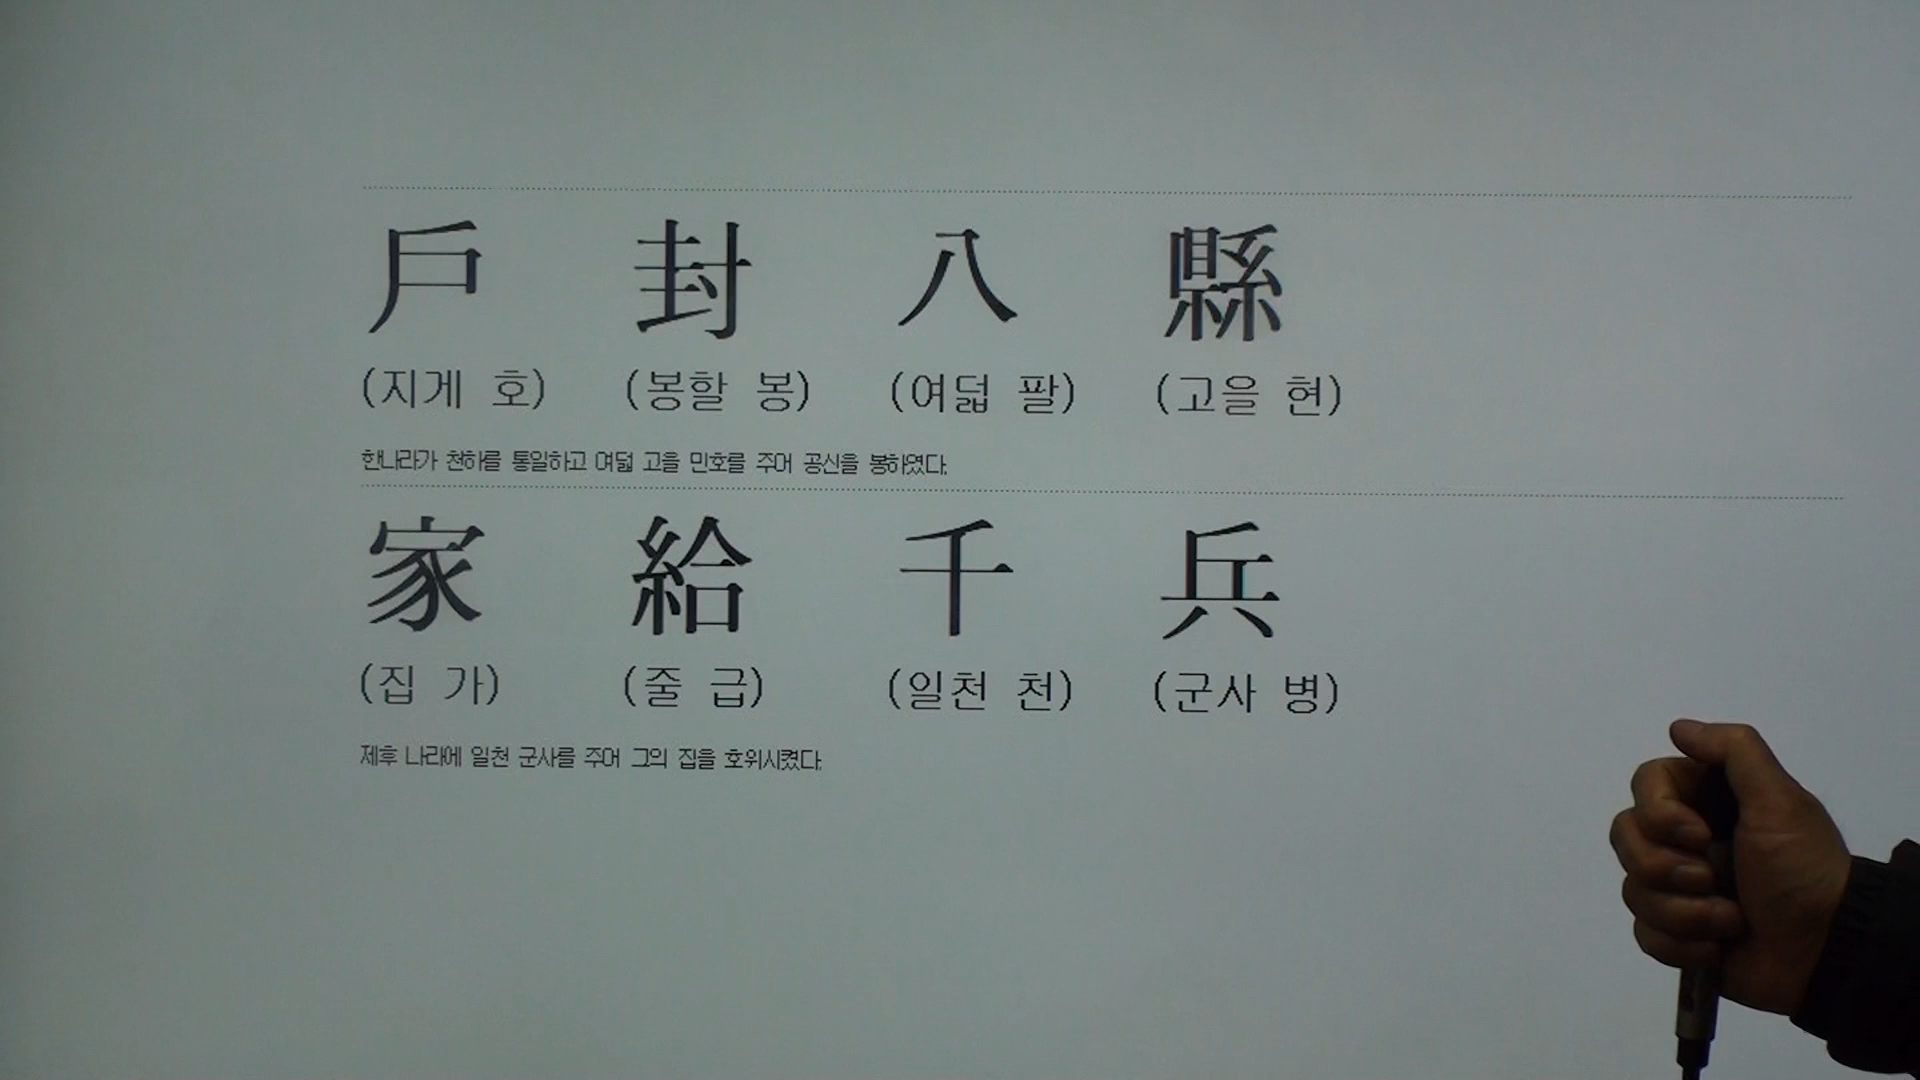 戶 封 八 縣
(지게 호) (봉할 봉) (여덟 팔) (고을 현)
한나라가 천하를 통일하고 여덟 고을 민호를 주어 공신을 봉하였다.
家 給 千 兵
(집 가) (줄 급) (일천 천) (군사 병)
제후 나라에 일천 군사를 주어 그의 집을 호위시켰다.